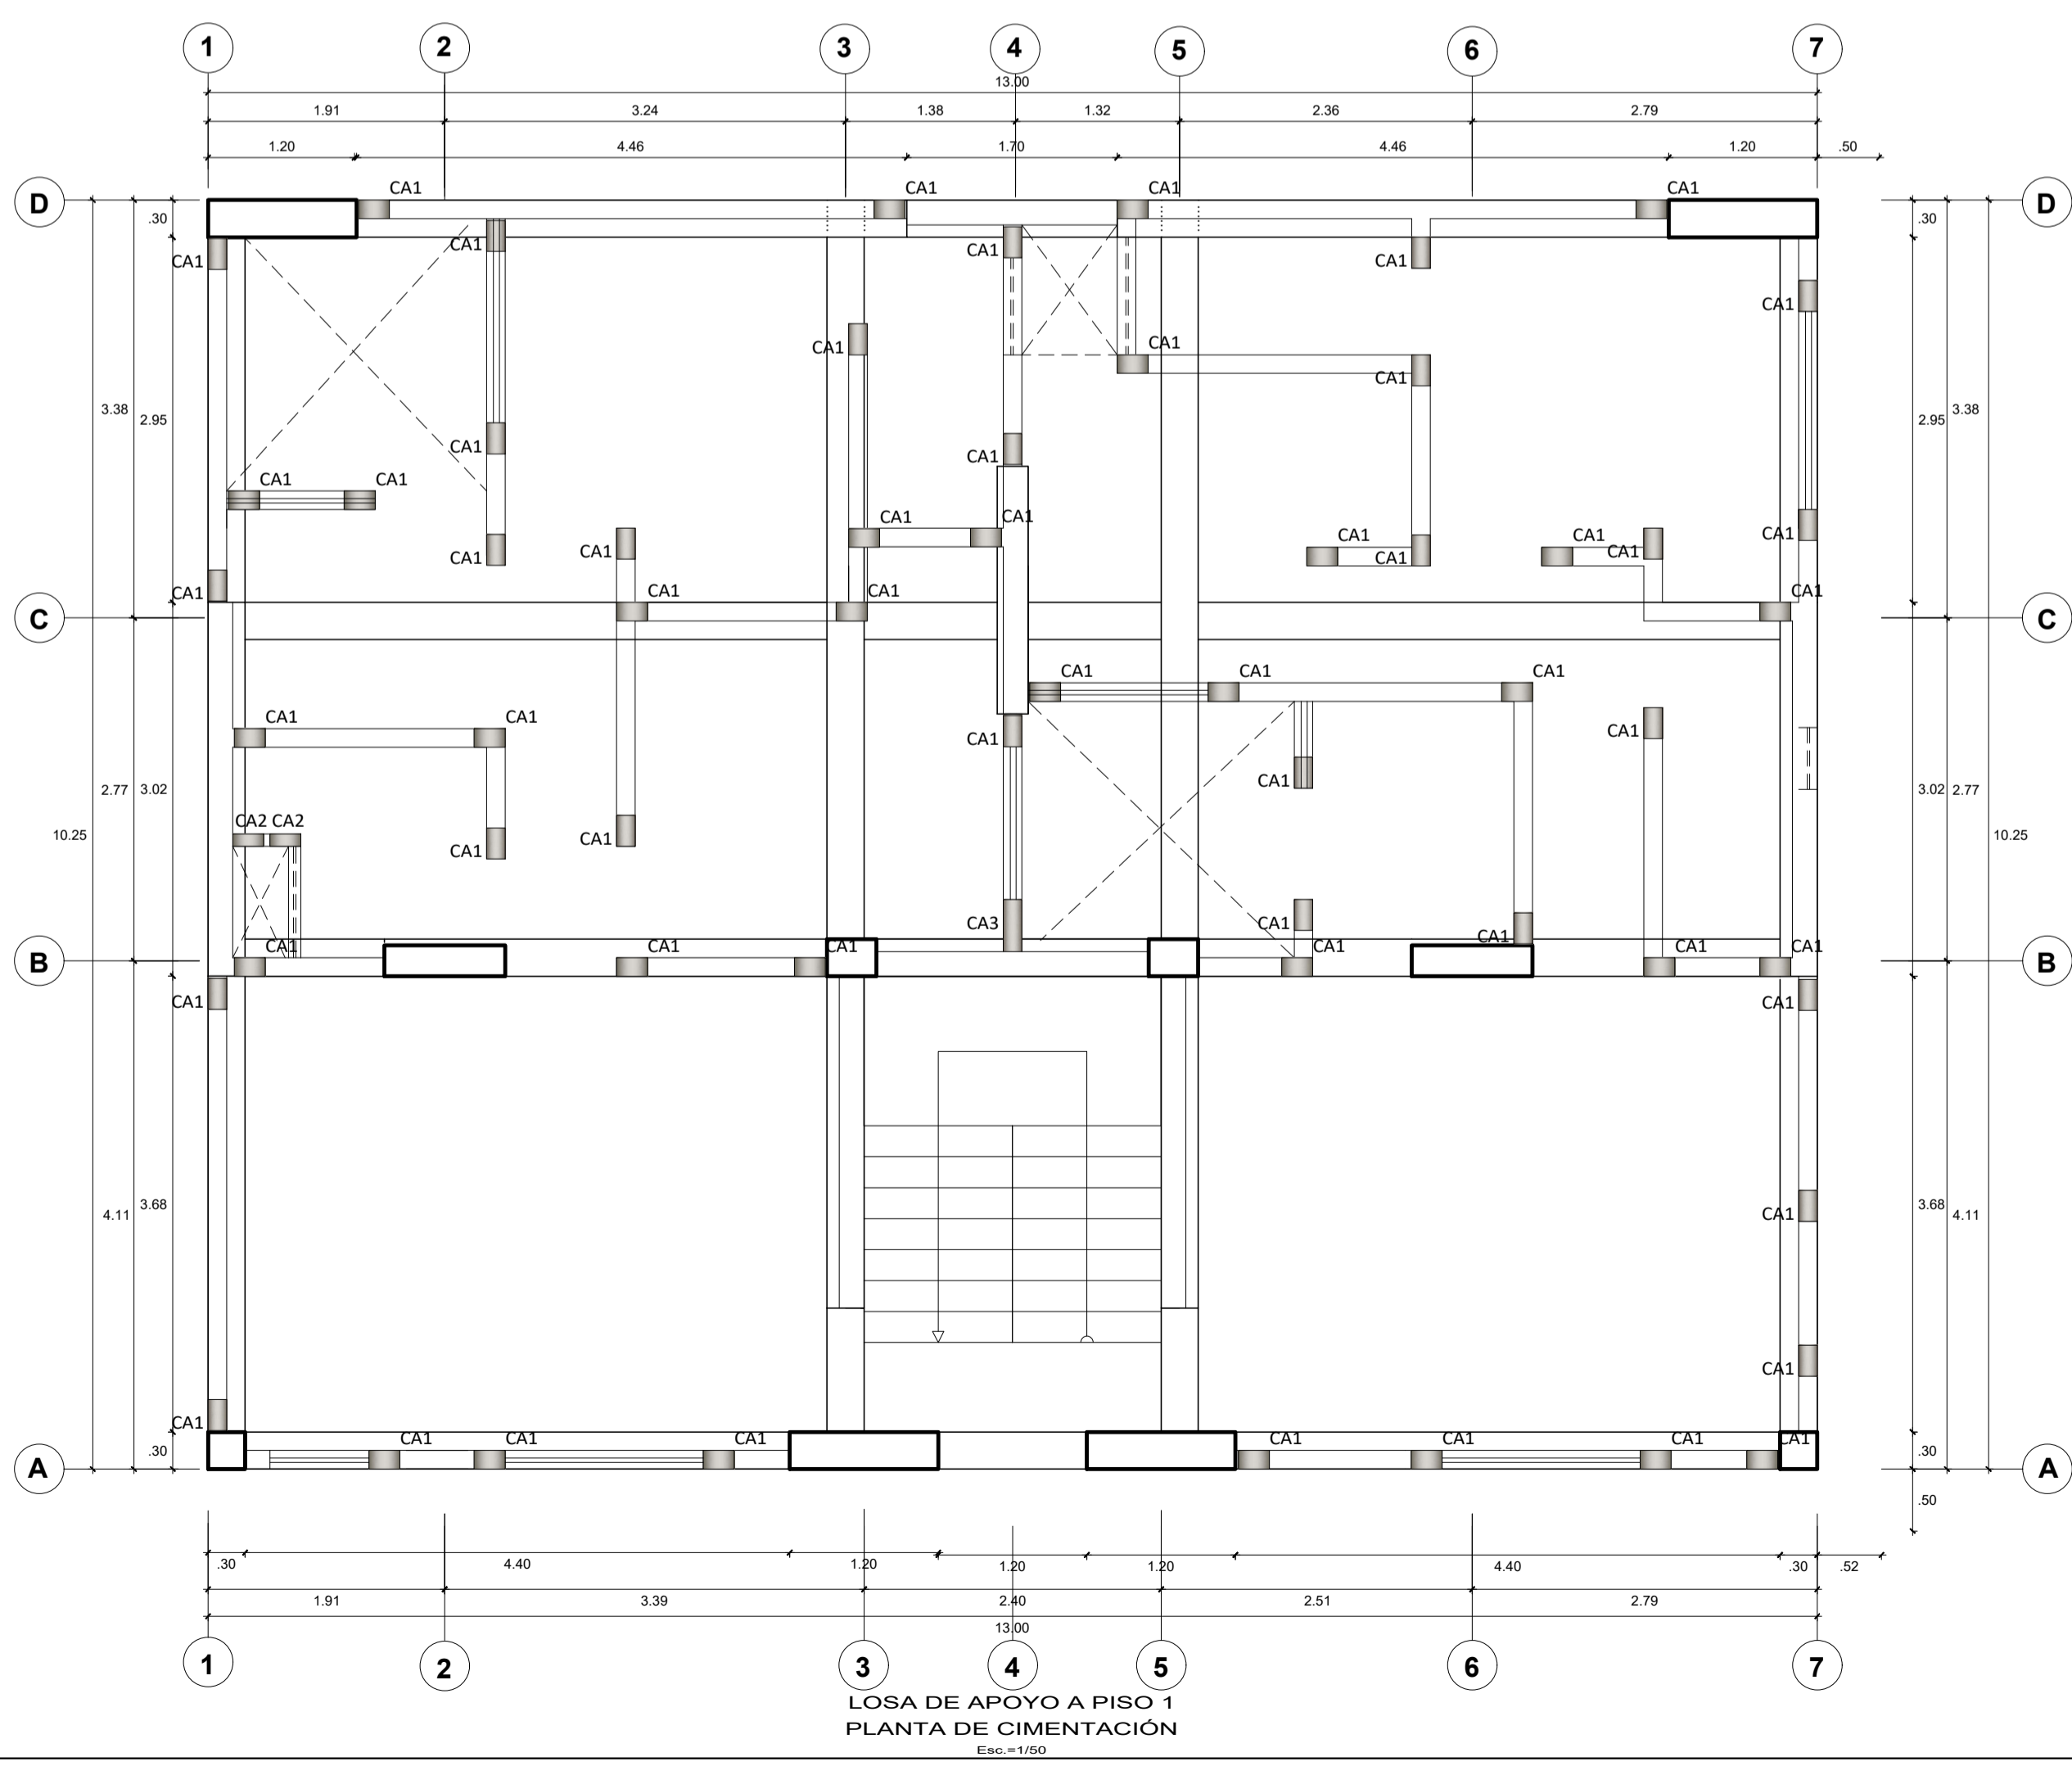 1 2 3 4 5 6 7
13.00
1.91 3.24 1.38 1.32 2.36 2.79
1.20 4.46 1.70 4.46 1.20 .50
CA1 CA1 CA1 CA1
D D
.30 .30
CA1 CA1
CA1 CA1
CA1
CA1 CA1
CA1 CA1
3.38 2.95 2.95 3.38
CA1 CA1
CA1 CA1
CA1 CA1
CA1 CA1 CA1 CA1
CA1 CA1 CA1 CA1
CA1 CA1 CA1 CA1
C C
CA1 CA1 CA1
CA1 CA1 CA1 CA1
CA1
2.77 3.02 3.02 2.77
CA2 CA2
10.25 10.25
CA1 CA1
CA3 CA1
CA1 CA1 CA1 CA1 CA1 CA1 CA1
B B
CA1 CA1
4.11 3.68 3.68 4.11
CA1
CA1
CA1
CA1 CA1 CA1 CA1 CA1 CA1 CA1
.30 .30
A A
.50
.30 4.40 1.20 1.20 1.20 4.40 .30 .52
1.91 3.39 2.40 2.51 2.79
13.00
1 2 3 4 5 6 7
LOSA DE APOYO A PISO 1
PLANTA DE CIMENTACIÓN
Esc.=1/50